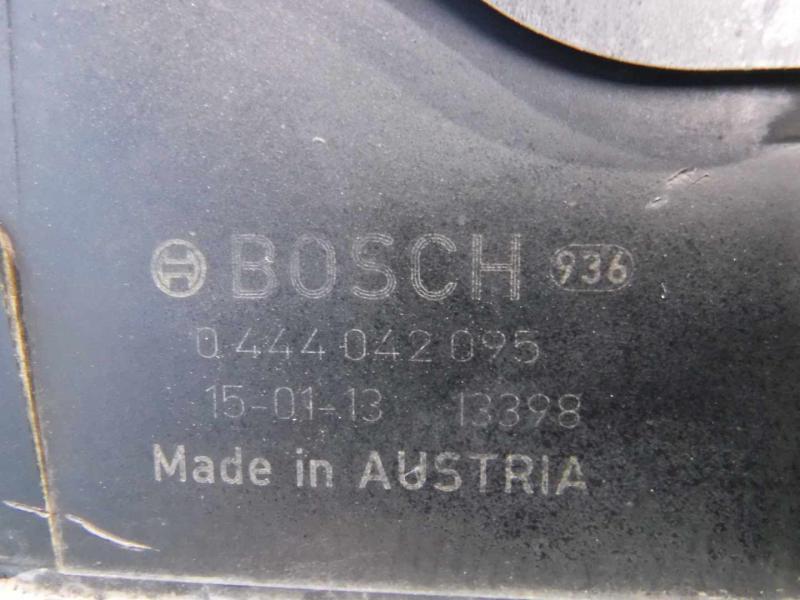 BOSCH 936
0 444 042 095
15-01-13 13398
Made in AUSTRIA